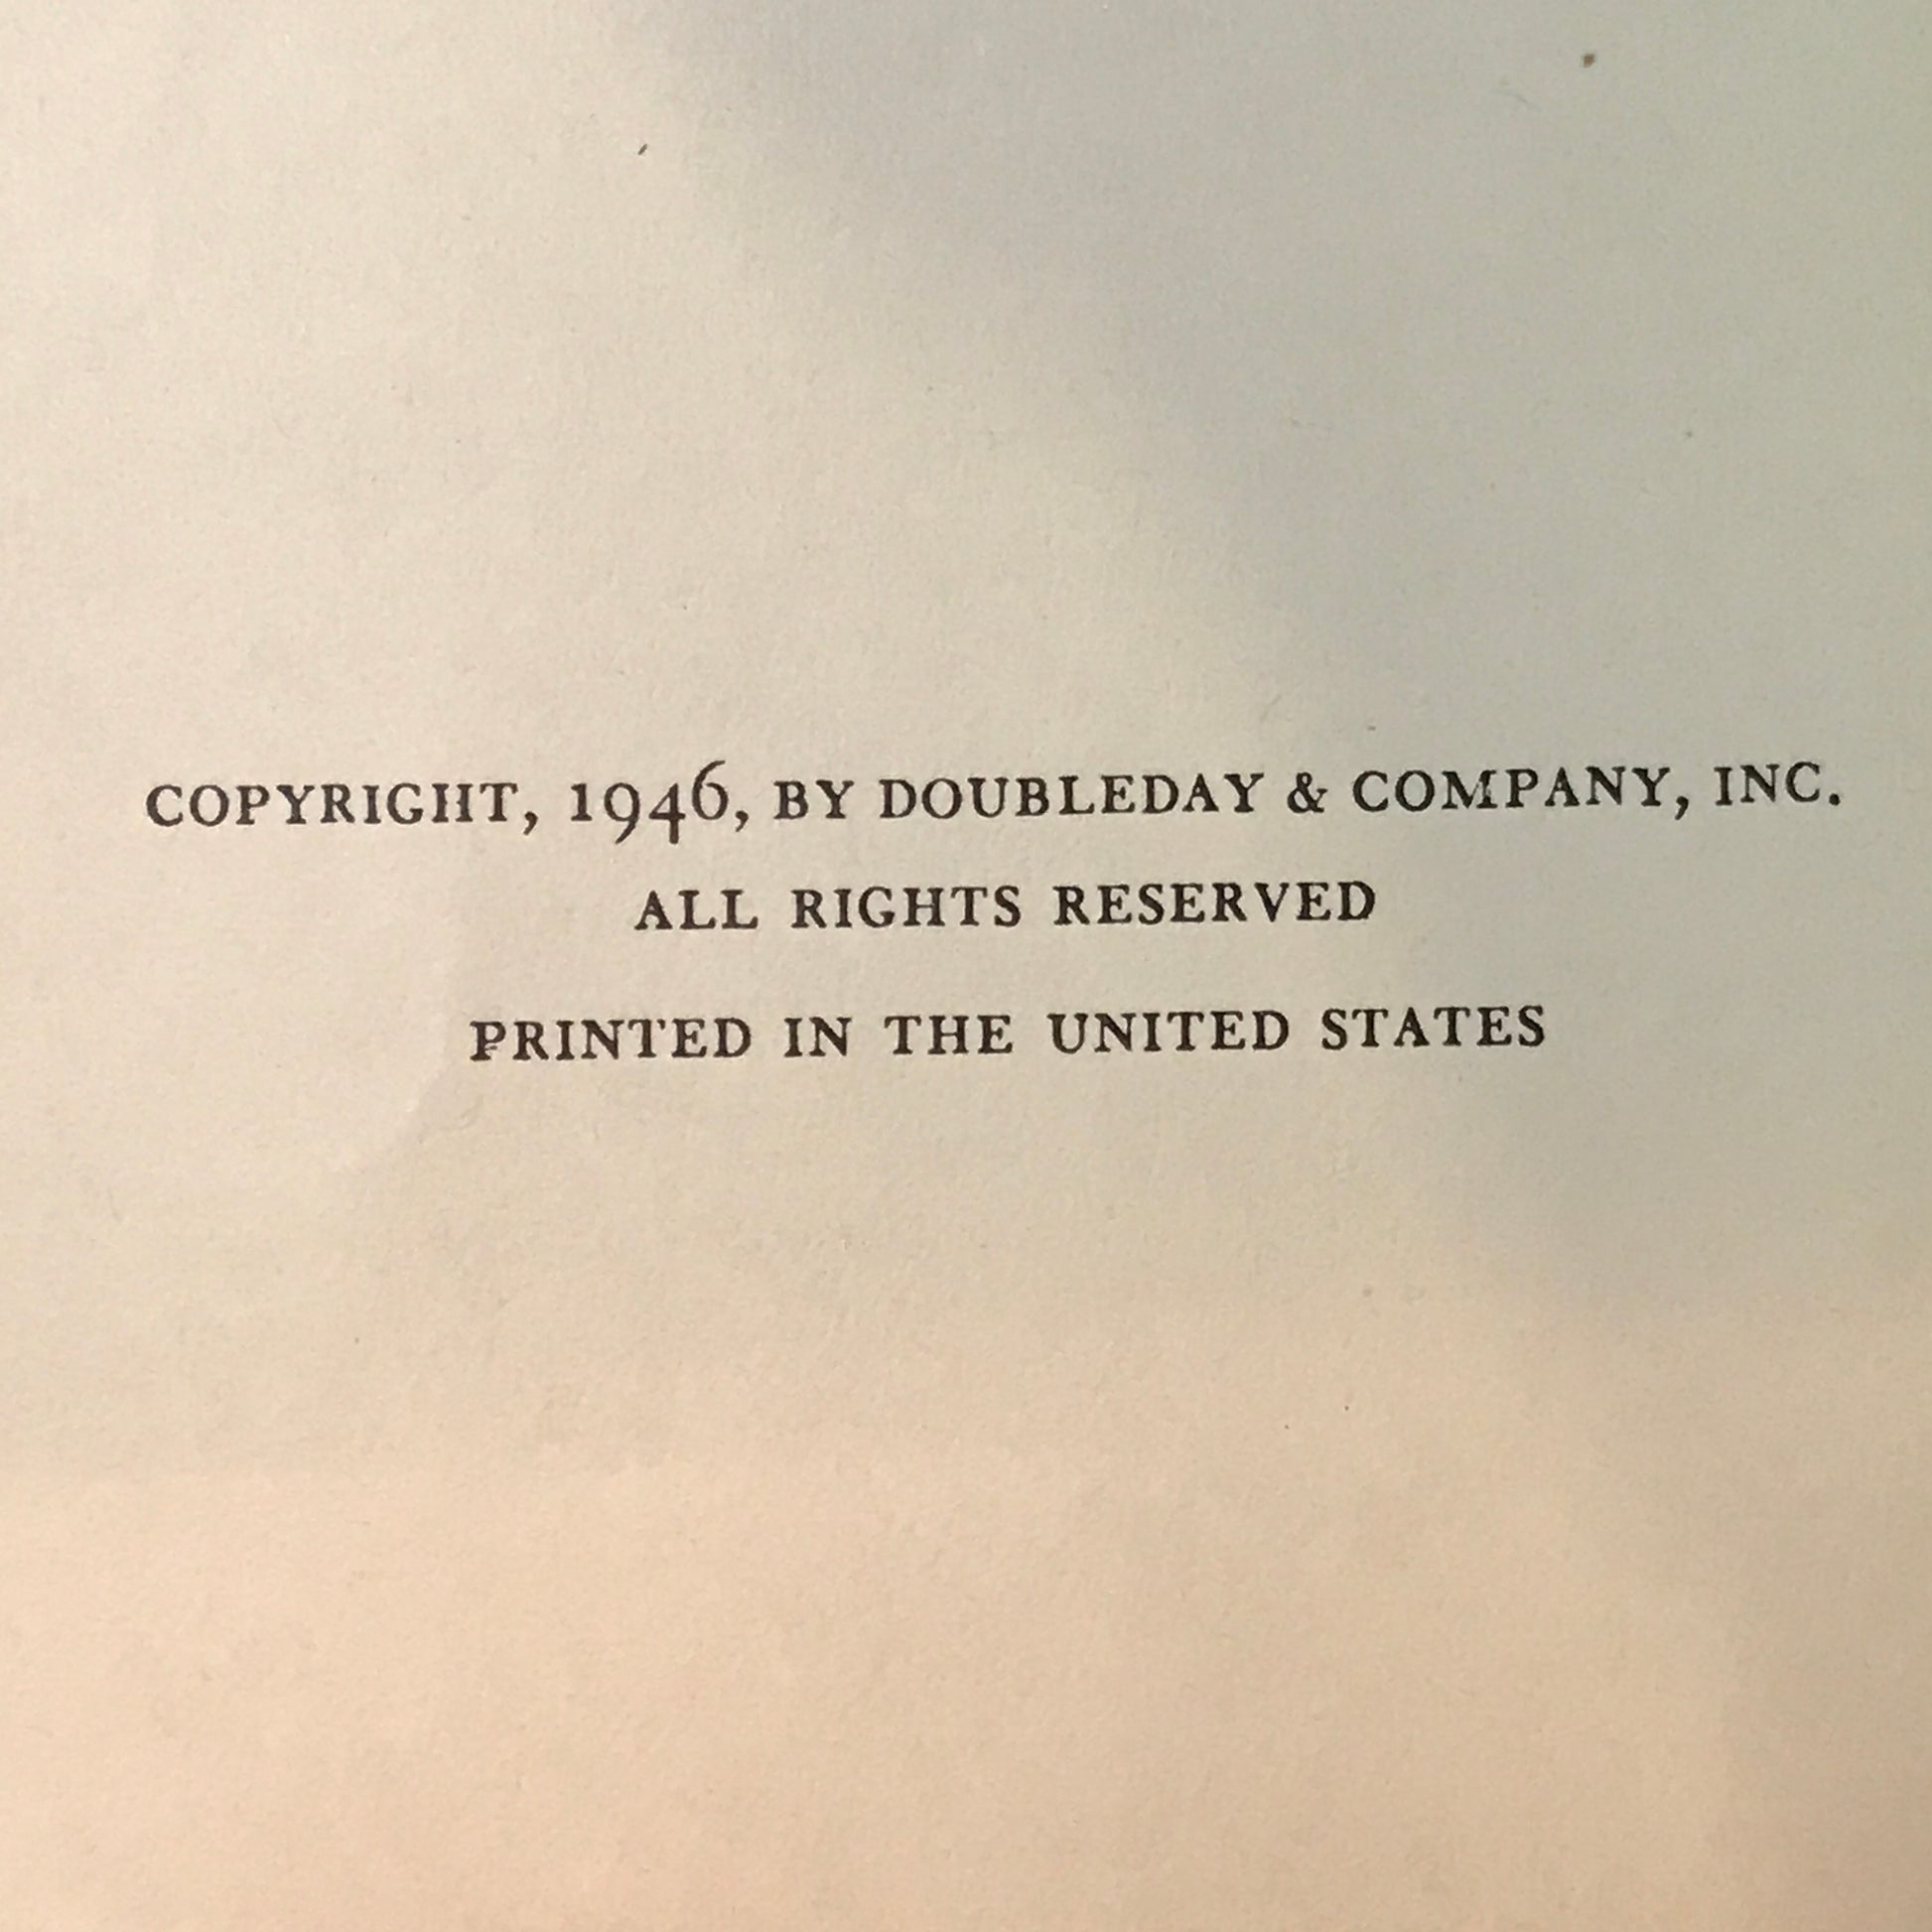 COPYRIGHT, 1946, BY DOUBLEDAY & COMPANY, INC.
ALL RIGHTS RESERVED
PRINTED IN THE UNITED STATES